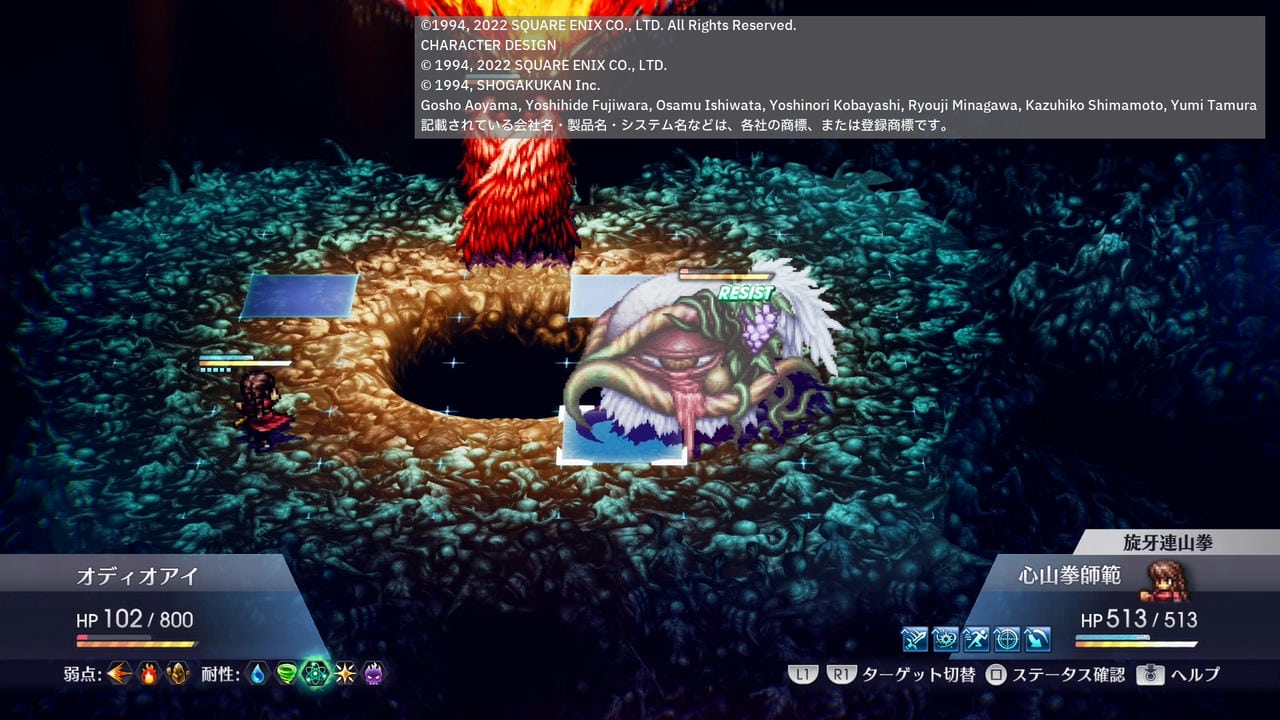 ©1994, 2022 SQUARE ENIX CO., LTD. All Rights Reserved.
CHARACTER DESIGN
© 1994, 2022 SQUARE ENIX CO., LTD.
© 1994, SHOGAKUKAN Inc.
Gosho Aoyama, Yoshihide Fujiwara, Osamu Ishiwata, Yoshinori Kobayashi, Ryouji Minagawa, Kazuhiko Shimamoto, Yumi Tamura
記載されている会社名・製品名・システム名などは、各社の商標、または登録商標です。
RESIST
旋牙連山拳
オディオアイ
心山拳師範
HP 102 / 800
HP 513 / 513
弱点: 耐性:
L1 R1 ターゲット切替 ステータス確認 ヘルプ